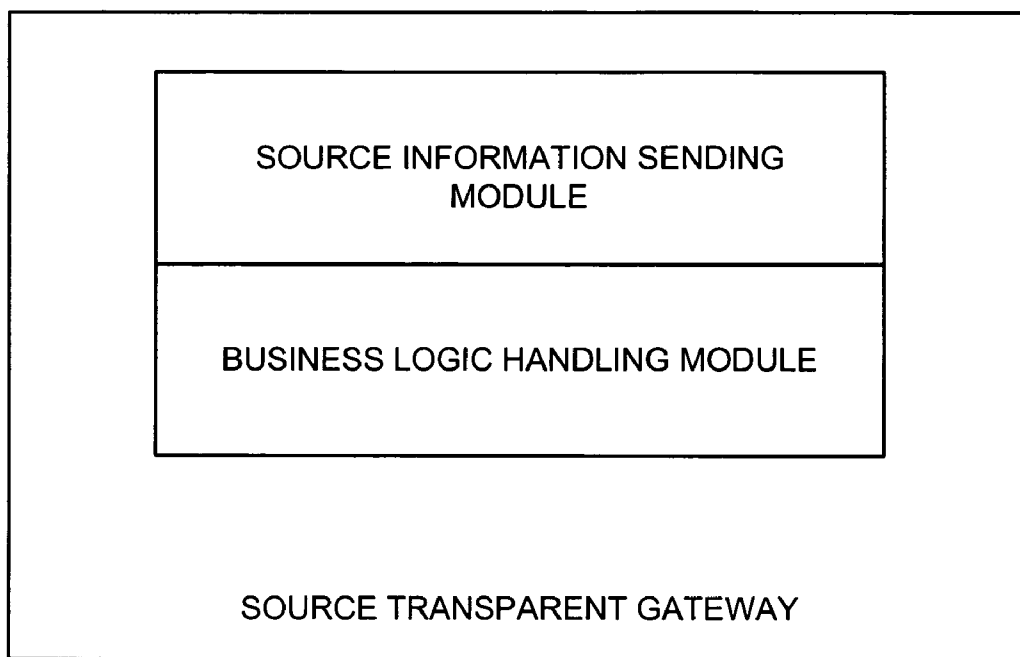 SOURCE INFORMATION SENDING
MODULE
BUSINESS LOGIC HANDLING MODULE
SOURCE TRANSPARENT GATEWAY